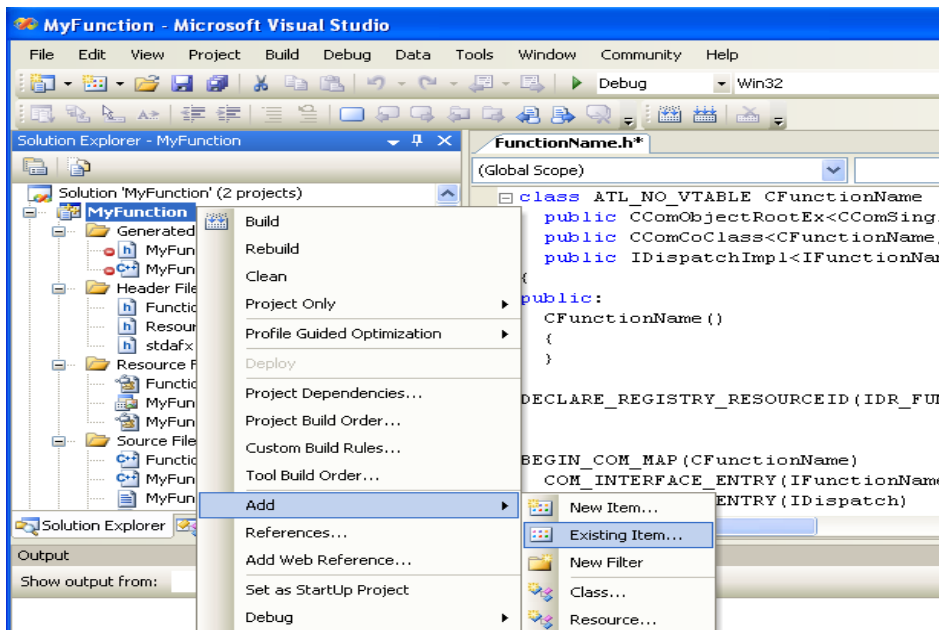 MyFunction - Microsoft Visual Studio
File Edit View Project Build Debug Data Tools Window Community Help
Debug Win32
Solution Explorer - MyFunction
Solution 'MyFunction' (2 projects)
MyFunction
Generated
MyFun
MyFun
Header File
Functio
Resour
stdafx
Resource F
Functio
MyFun
MyFun
Source File
Functio
MyFun
MyFun
Solution Explorer
Output
Show output from:
Build
Rebuild
Clean
Project Only
Profile Guided Optimization
Deploy
Project Dependencies...
Project Build Order...
Custom Build Rules...
Tool Build Order...
Add
References...
Add Web Reference...
Set as StartUp Project
Debug
New Item...
Existing Item...
New Filter
Class...
Resource...
FunctionName.h*
(Global Scope)
class ATL_NO_VTABLE CFunctionName
public CComObjectRootEx<CComSing
public CComCoClass<CFunctionName,
public IDispatchImpl<IFunctionNam
{
public:
CFunctionName()
{
}
DECLARE_REGISTRY_RESOURCEID(IDR_FUN
BEGIN_COM_MAP(CFunctionName)
COM_INTERFACE_ENTRY(IFunctionName
ENTRY(IDispatch)